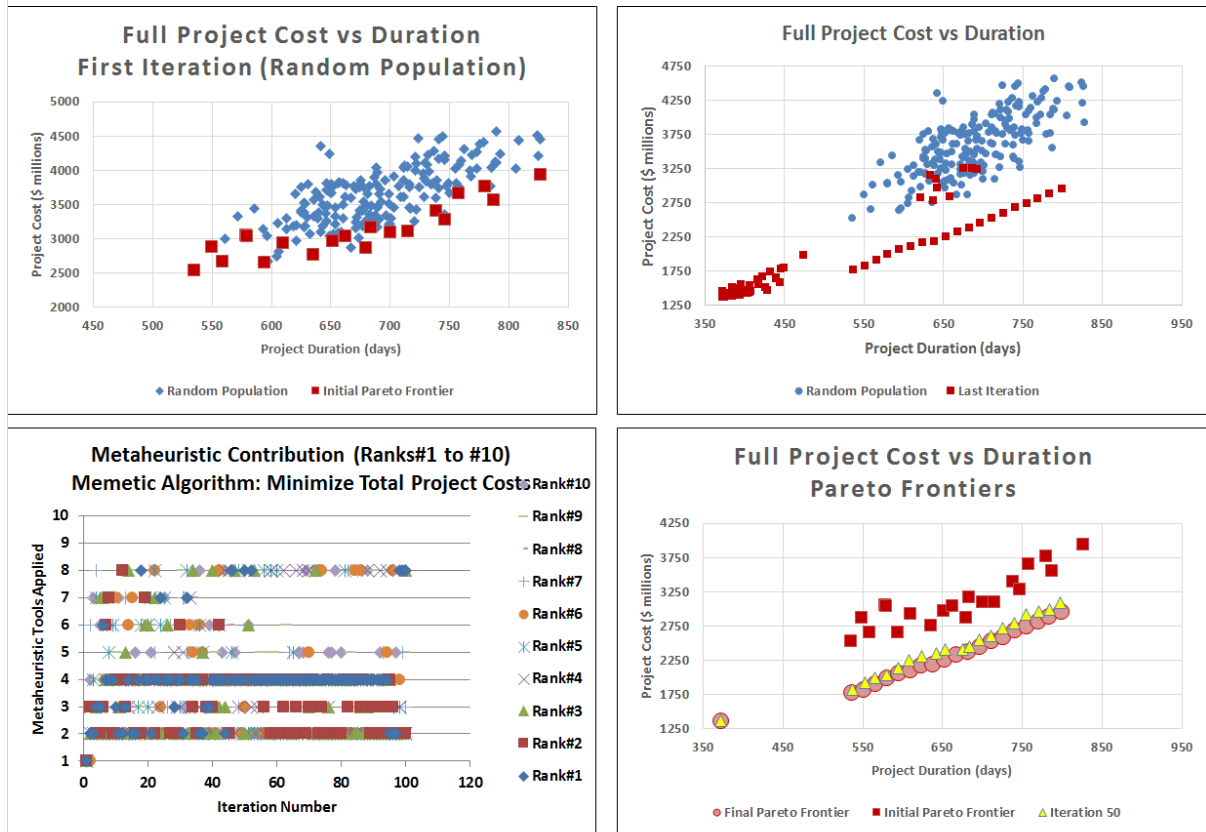 Full Project Cost vs Duration
First Iteration (Random Population)
Project Cost ($ millions)
5000
4500
4000
3500
3000
2500
2000
450 500 550 600 650 700 750 800 850
Project Duration (days)
Random Population Initial Pareto Frontier
Full Project Cost vs Duration
Project Cost ($ millions)
4750
4250
3750
3250
2750
2250
1750
1250
350 450 550 650 750 850 950
Project Duration (days)
Random Population Last Iteration
Metaheuristic Contribution (Ranks#1 to #10)
Memetic Algorithm: Minimize Total Project Costs
Metaheuristic Tools Applied
10
9
8
7
6
5
4
3
2
1
0 20 40 60 80 100 120
Iteration Number
Rank#10
Rank#9
Rank#8
Rank#7
Rank#6
Rank#5
Rank#4
Rank#3
Rank#2
Rank#1
Full Project Cost vs Duration
Pareto Frontiers
Project Cost ($ millions)
4250
3750
3250
2750
2250
1750
1250
350 450 550 650 750 850 950
Project Duration (days)
Final Pareto Frontier Initial Pareto Frontier Iteration 50